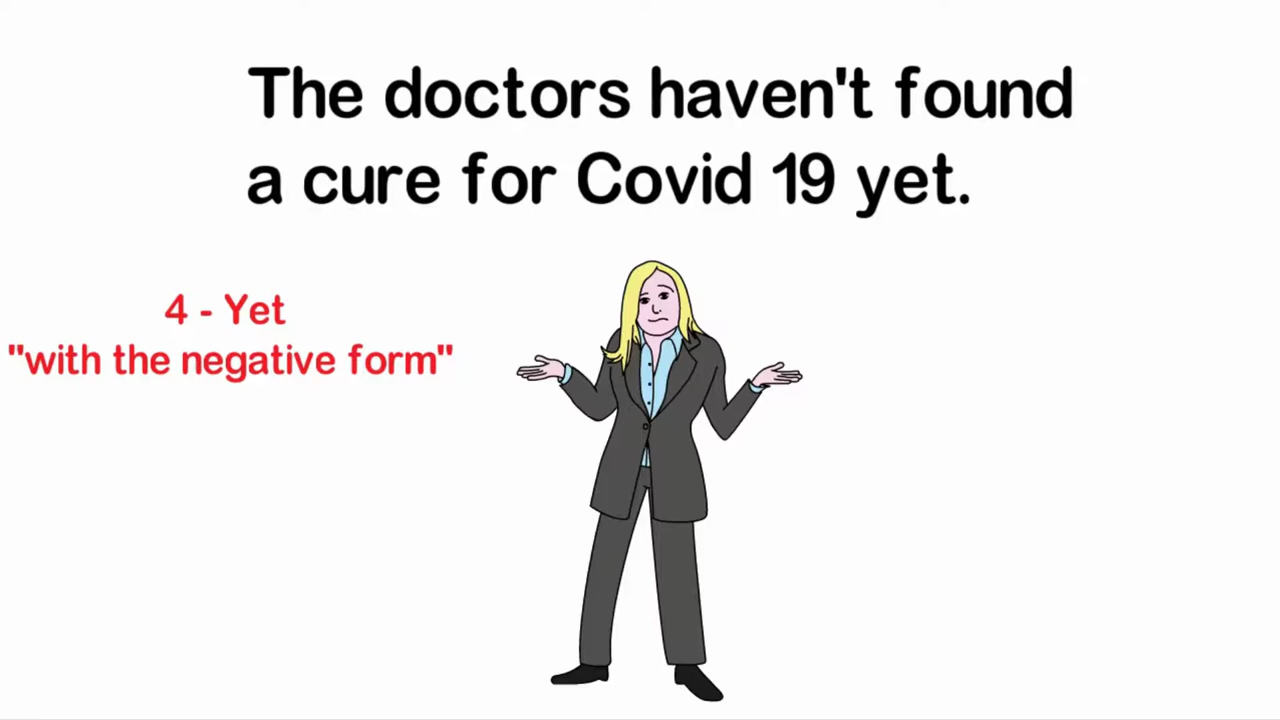 The doctors haven't found
a cure for Covid 19 yet.
4 - Yet
"with the negative form"